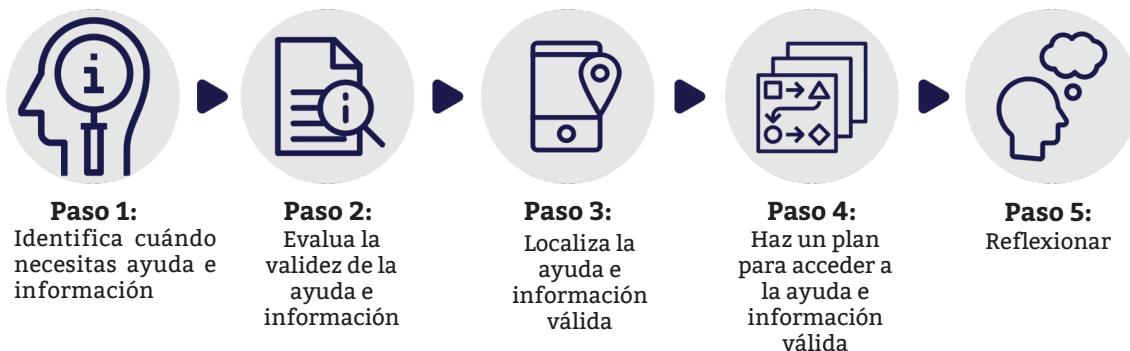 Paso 1:
Identifica cuándo
necesitas ayuda e
información
Paso 2:
Evalua la
validez de la
ayuda e
información
Paso 3:
Localiza la
ayuda e
información
válida
Paso 4:
Haz un plan
para acceder a
la ayuda e
información
válida
Paso 5:
Reflexionar